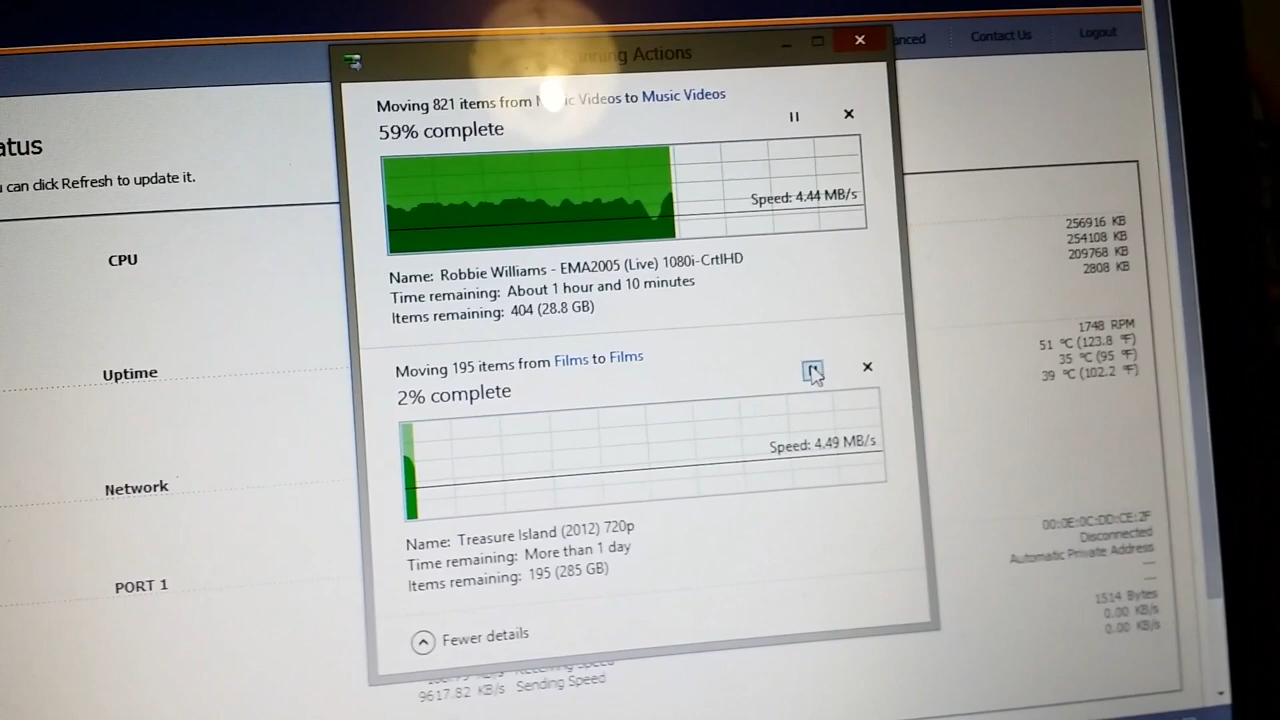 Contact Us
Logout
Actions
Moving 821 items from Videos to Music Videos
59% complete
can click Refresh to update it.
Speed: 4.44 MB/s
CPU
256916 KB
254108 KB
209768 KB
2808 KB
Name: Robbie Williams - EMA2005 (Live) 1080i-CrtlHD
Time remaining: About 1 hour and 10 minutes
Items remaining: 404 (28.8 GB)
Uptime
1748 RPM
51 °C (123.8 °F)
35 °C (95 °F)
39 °C (102.2 °F)
Moving 195 items from Films to Films
2% complete
Speed: 4.49 MB/s
Network
Name: Treasure Island (2012) 720p
Time remaining: More than 1 day
Items remaining: 195 (285 GB)
00:0E:0C:DD:CE:2F
Disconnected
Automatic Private Address
PORT 1
1514 Bytes
0.00 KB/s
0.00 KB/s
Fewer details
9617.82 KB/s Sending Speed